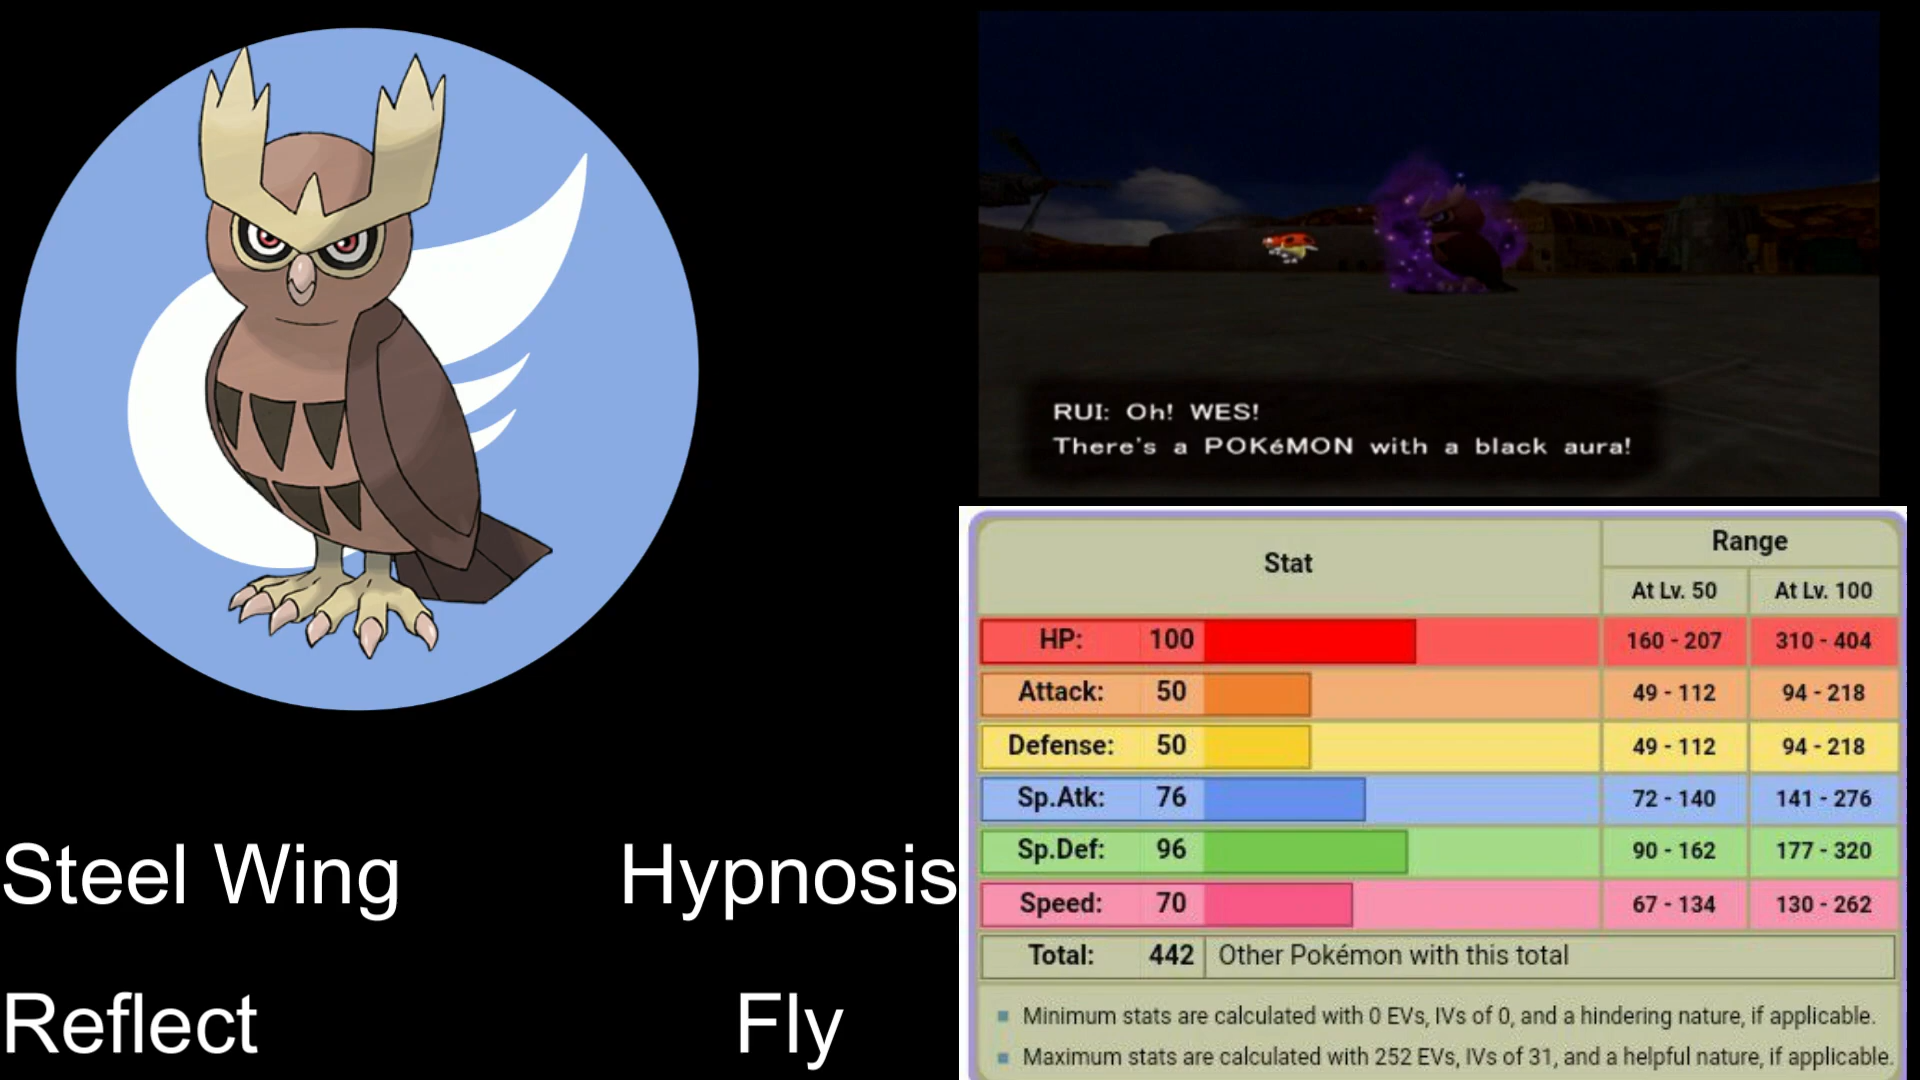 RUI: Oh! WES!
There's a POKéMON with a black aura!
Stat
Range
At Lv. 50
At Lv. 100
HP: 100 160 - 207 310 - 404
Attack: 50 49 - 112 94 - 218
Defense: 50 49 - 112 94 - 218
Sp.Atk: 76 72 - 140 141 - 276
Sp.Def: 96 90 - 162 177 - 320
Speed: 70 67 - 134 130 - 262
Total: 442 Other Pokémon with this total
Minimum stats are calculated with 0 EVs, IVs of 0, and a hindering nature, if applicable.
Maximum stats are calculated with 252 EVs, IVs of 31, and a helpful nature, if applicable.
Steel Wing
Hypnosis
Reflect
Fly